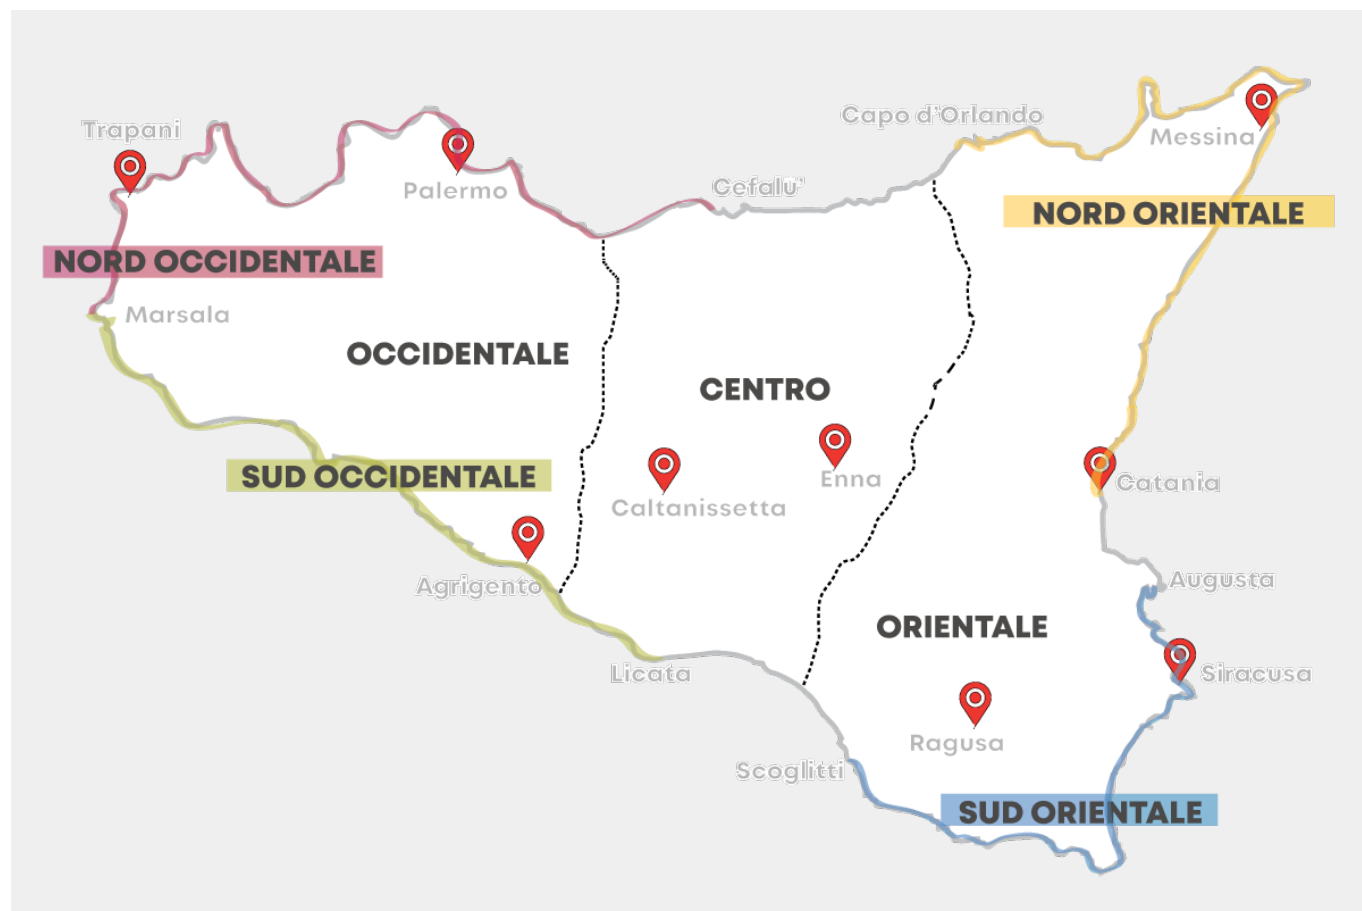 Capo d'Orlando
Trapani
Messina
Palermo
Cefalu'
NORD ORIENTALE
NORD OCCIDENTALE
Marsala
OCCIDENTALE
CENTRO
SUD OCCIDENTALE
Enna
Catania
Caltanissetta
Agrigento
Augusta
ORIENTALE
Licata
Siracusa
Ragusa
Scoglitti
SUD ORIENTALE